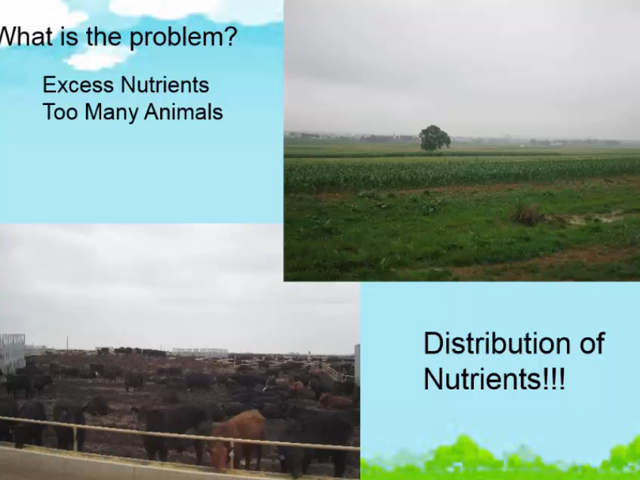 What is the problem?
Excess Nutrients
Too Many Animals
Distribution of
Nutrients!!!